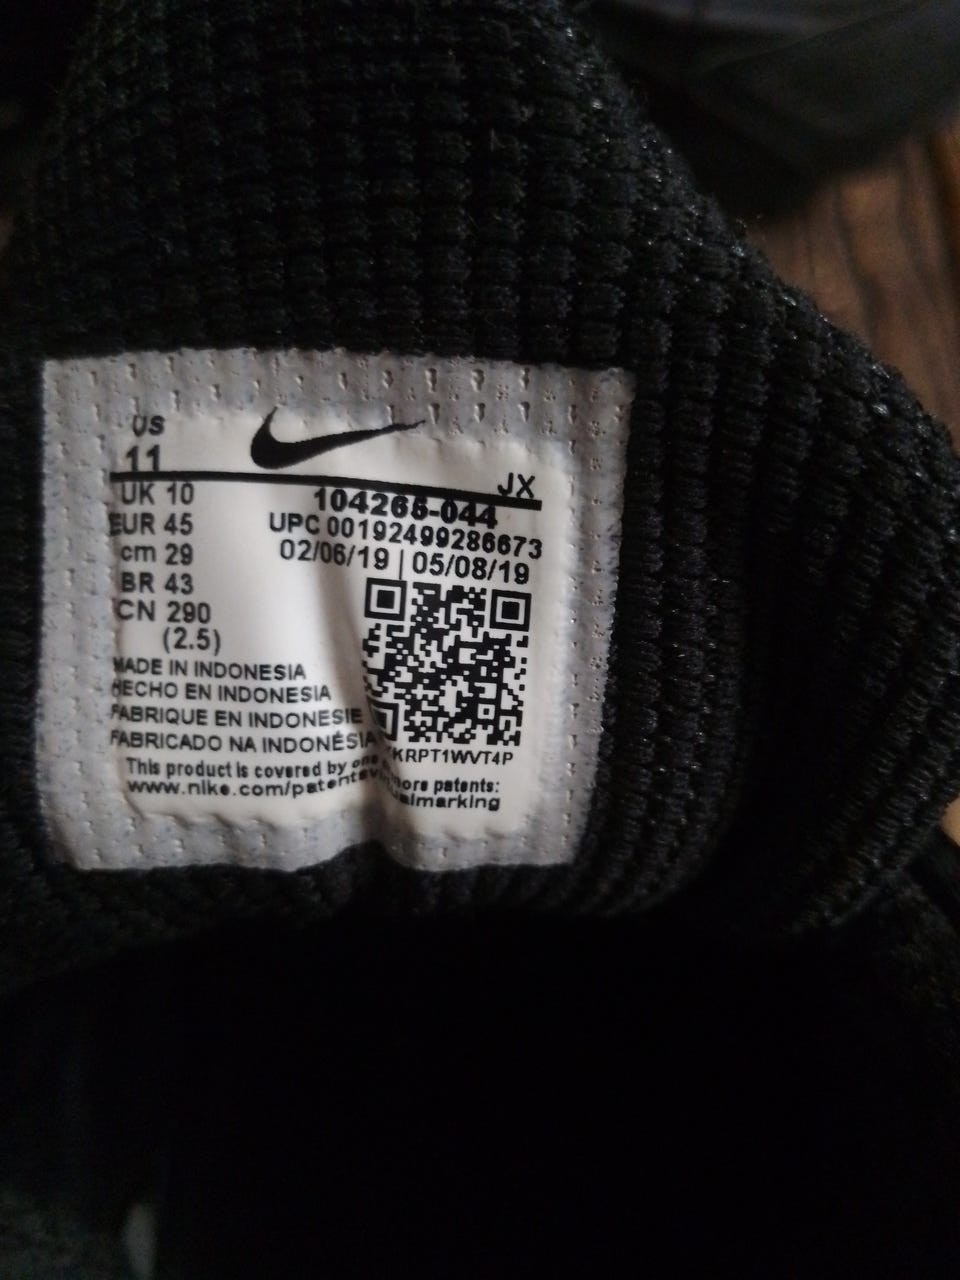 US
11
JX
UK 10
104265-044
EUR 45
UPC 00192499286673
cm 29
02/06/19 | 05/08/19
BR 43
CN 290
(2.5)
MADE IN INDONESIA
HECHO EN INDONESIA
FABRIQUE EN INDONESIE
FABRICADO NA INDONÉSIA
KRPT1WVT4P
This product is covered by one more patents:
www.nike.com/patents